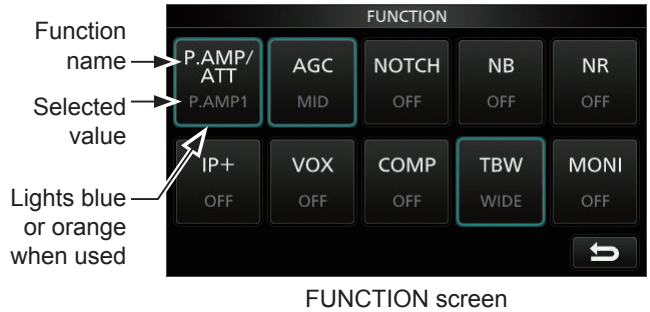 FUNCTION
Function
name
Selected
value
Lights blue
or orange
when used
P.AMP/
ATT
P.AMP1
AGC
MID
NOTCH
OFF
NB
OFF
NR
OFF
IP+
OFF
VOX
OFF
COMP
OFF
TBW
WIDE
MONI
OFF
FUNCTION screen